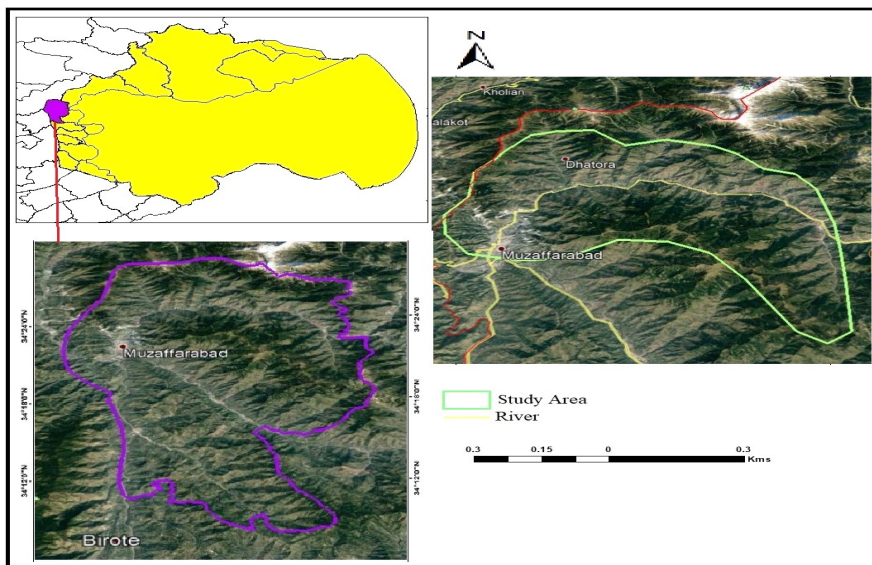 N
Kholian
alakot
Dhatora
Muzaffarabad
34°24'0"N
34°18'0"N
34°12'0"N
Muzaffarabad
Birote
34°24'0"N
34°18'0"N
34°12'0"N
Study Area
River
0.3 0.15 0 0.3
Kms